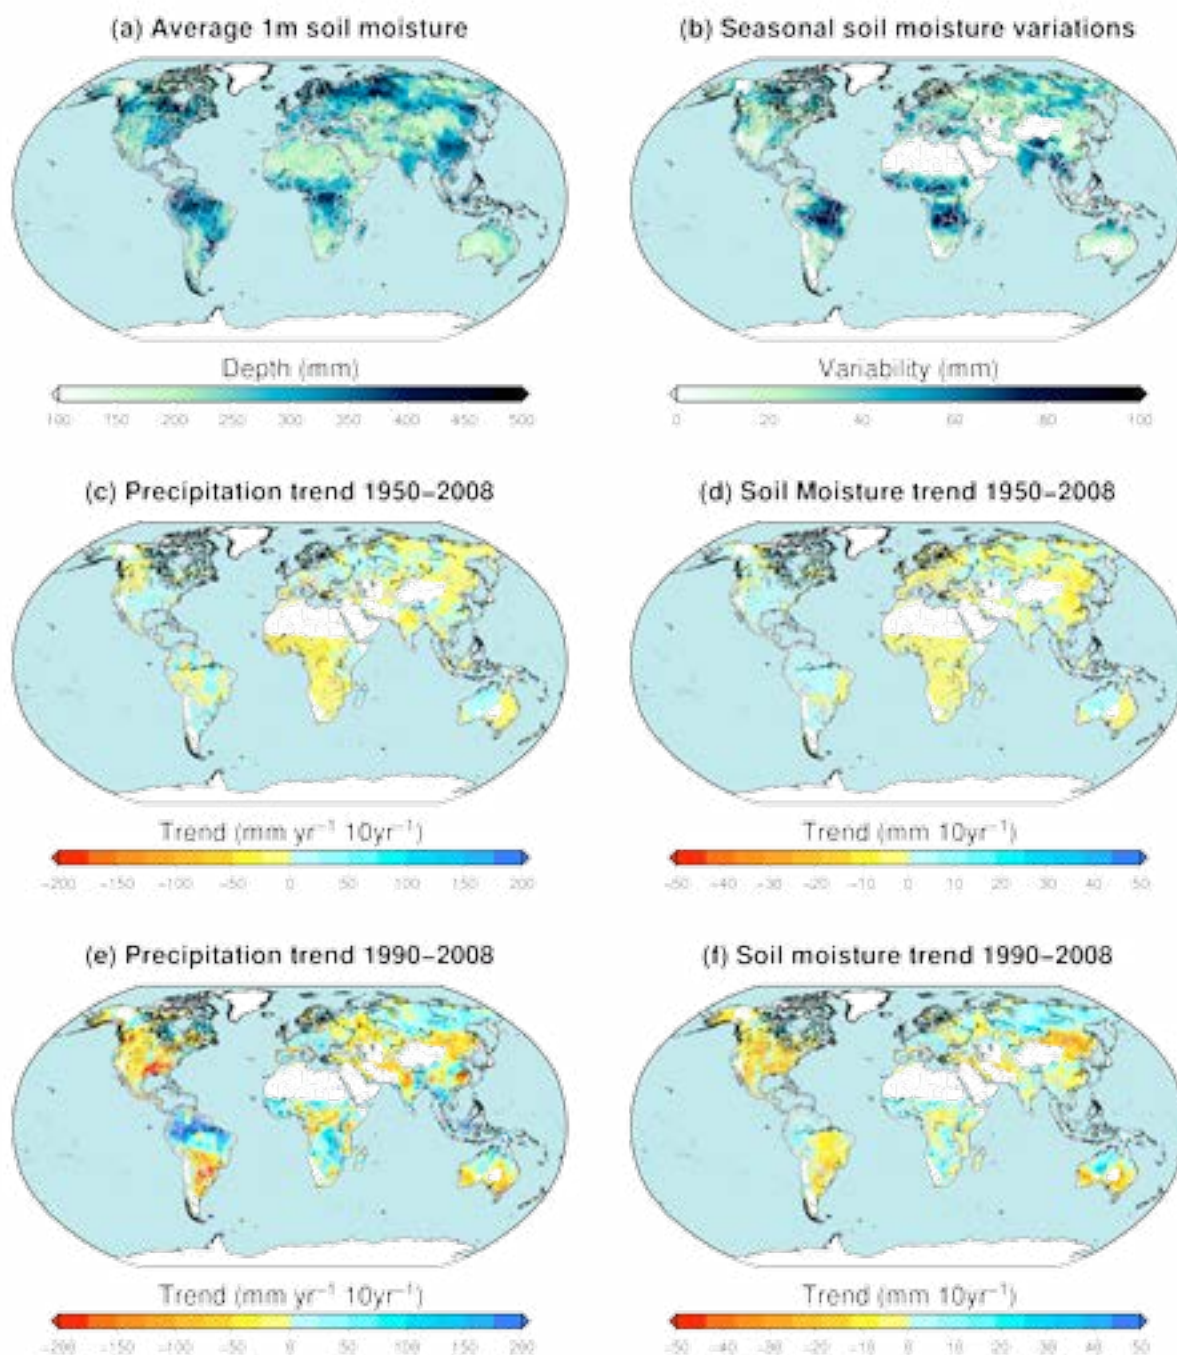 (a) Average 1m soil moisture
(b) Seasonal soil moisture variations
Depth (mm)
100 150 200 250 300 350 400 450 500
Variability (mm)
0 20 40 60 80 100
(c) Precipitation trend 1950–2008
(d) Soil Moisture trend 1950–2008
Trend (mm yr⁻¹ 10yr⁻¹)
−200 −150 −100 −50 0 50 100 150 200
Trend (mm 10yr⁻¹)
−50 −40 −30 −20 −10 0 10 20 30 40 50
(e) Precipitation trend 1990–2008
(f) Soil moisture trend 1990–2008
Trend (mm yr⁻¹ 10yr⁻¹)
−200 −150 −100 −50 0 50 100 150 200
Trend (mm 10yr⁻¹)
−50 −40 −30 −20 −10 0 10 20 30 40 50